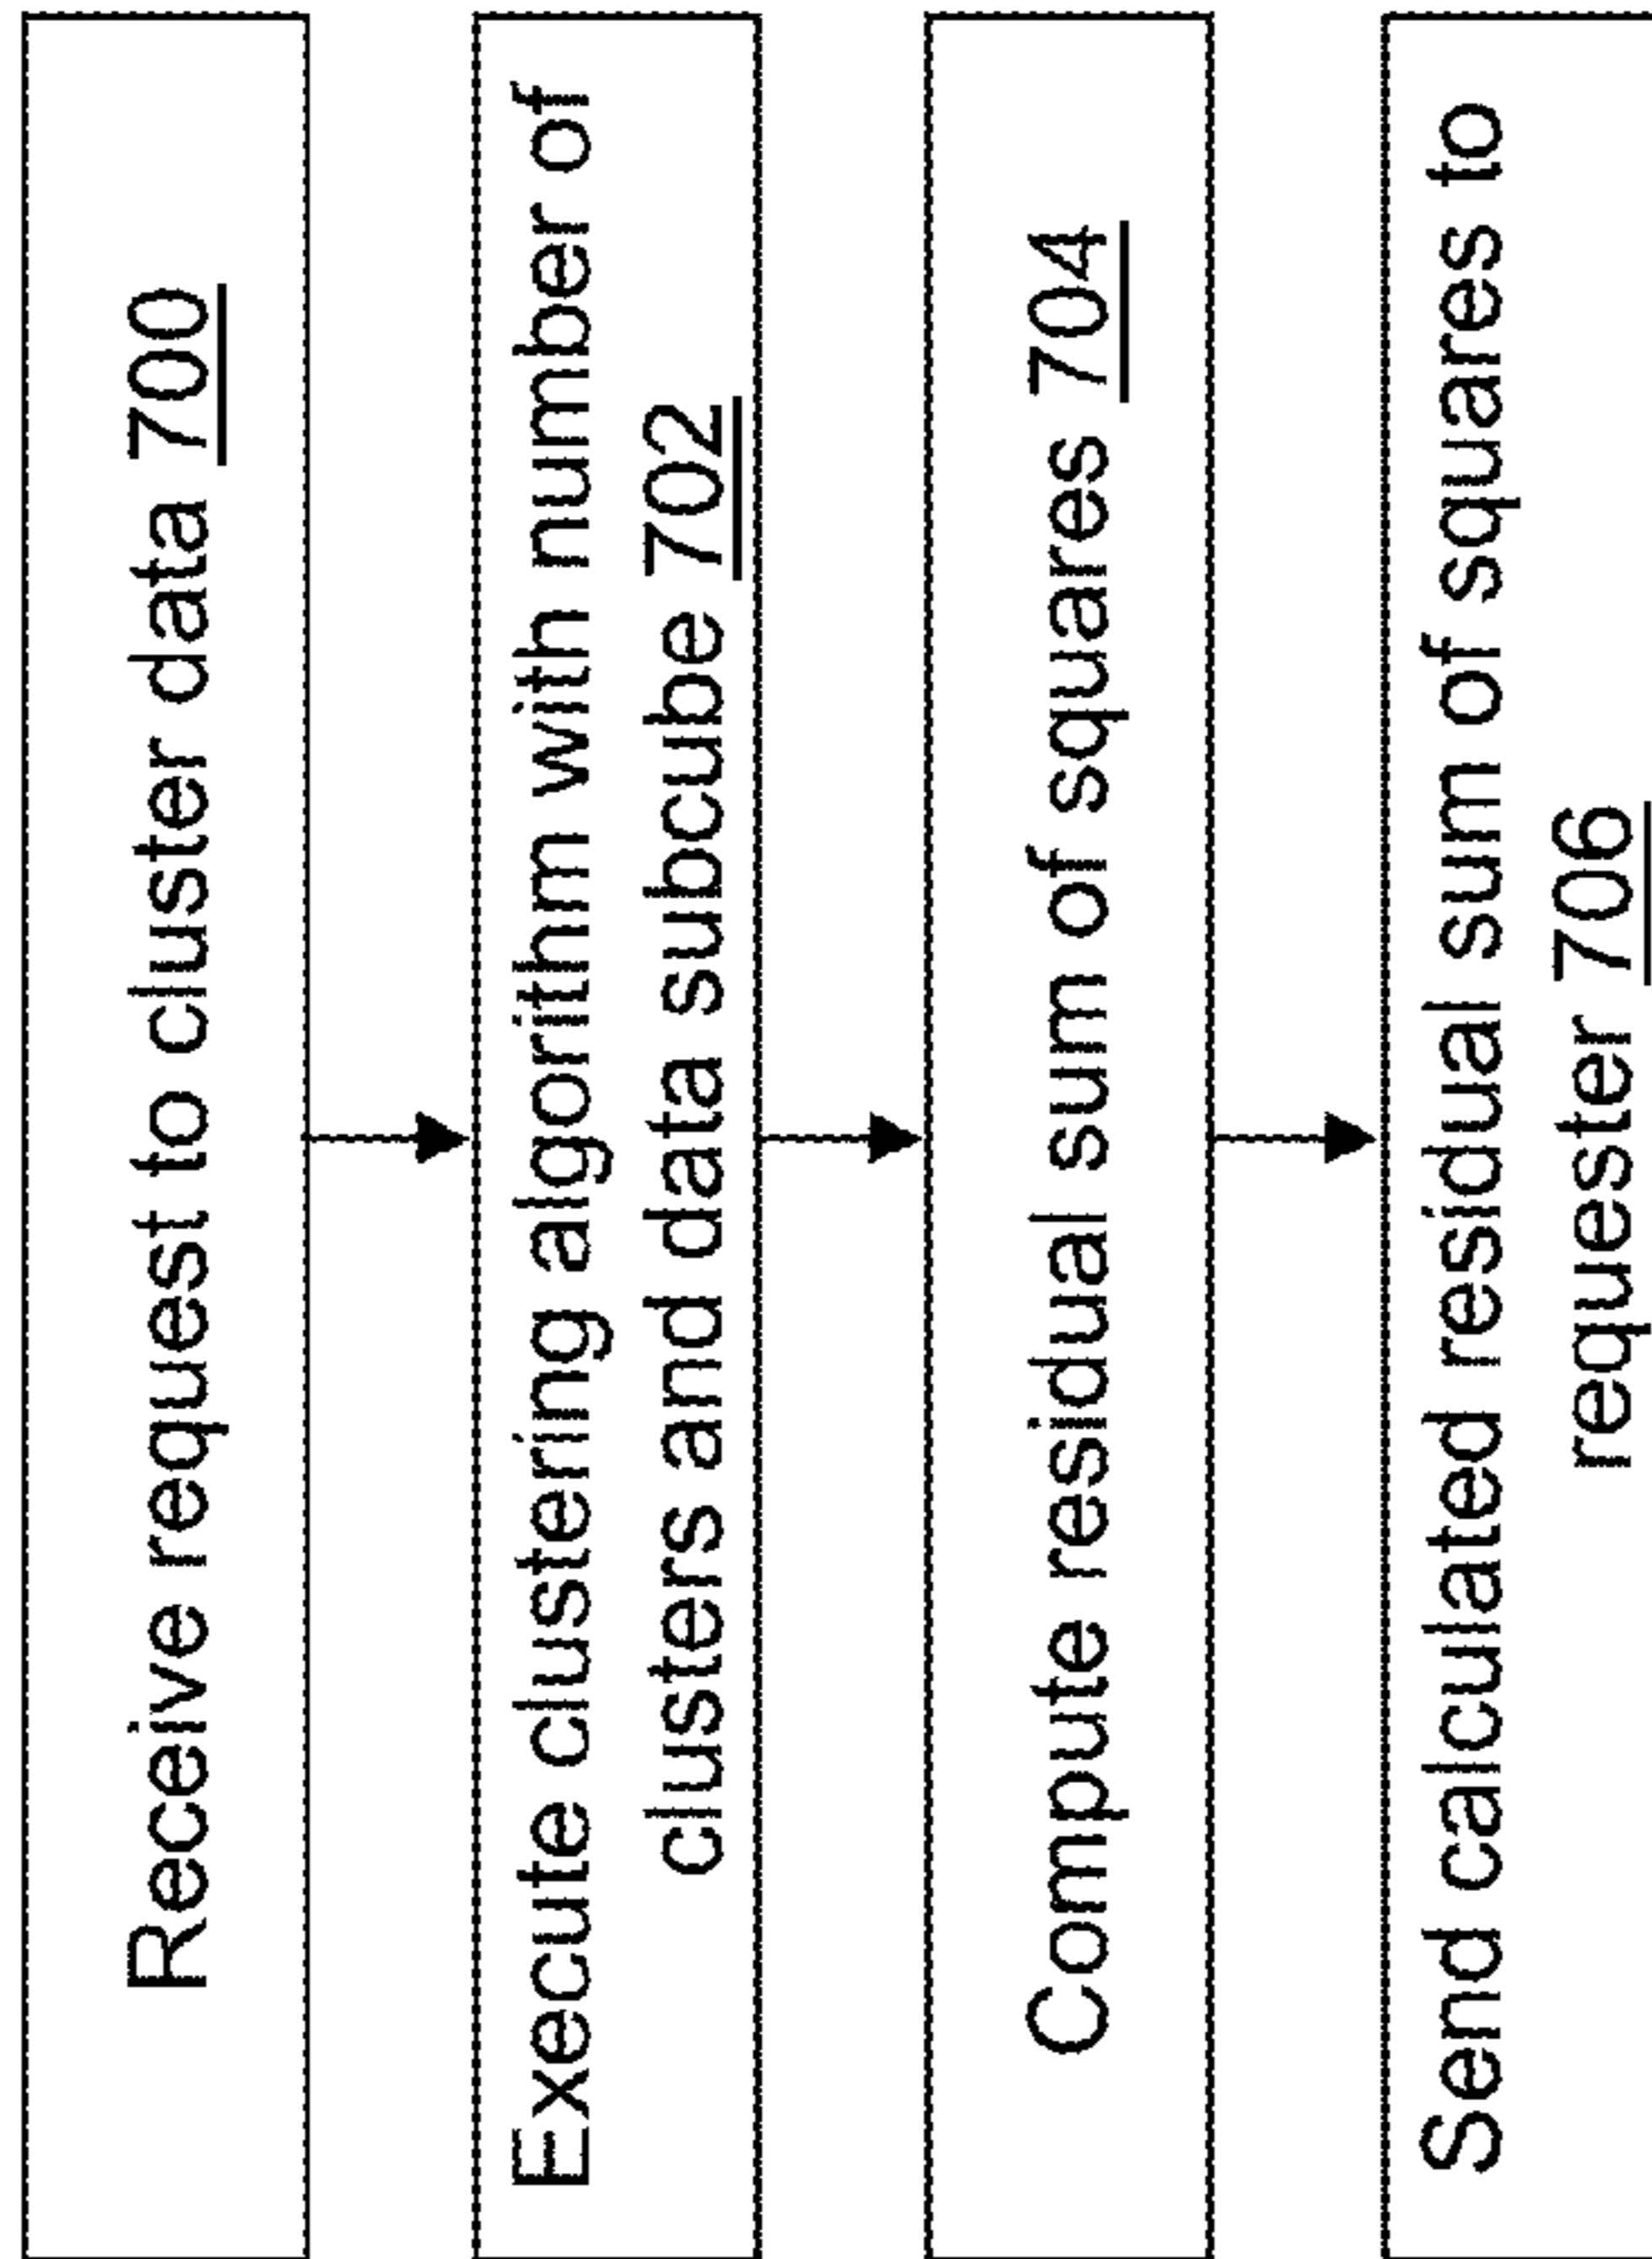 Receive request to cluster data 700
Execute clustering algorithm with number of
clusters and data subcube 702
Compute residual sum of squares 704
Send calculated residual sum of squares to
requester 706